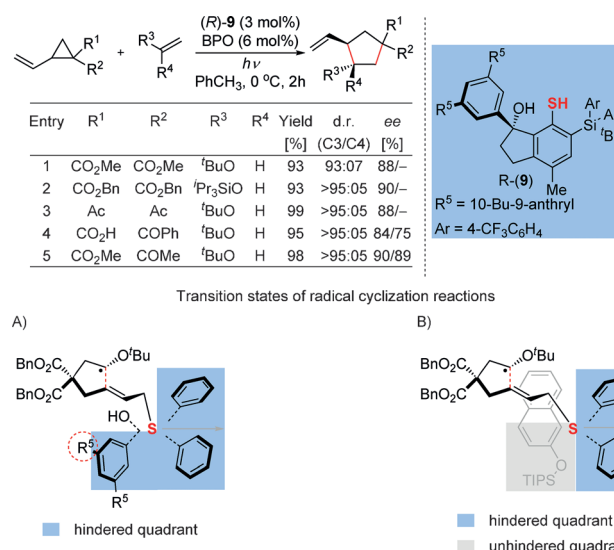 (R)-9 (3 mol%)
BPO (6 mol%)
hν
PhCH3, 0 °C, 2h
R1
R2
+
R3
R4
R1
R2
R3
R4
Entry R1 R2 R3 R4 Yield [%] d.r. (C3/C4) ee [%]
1 CO2Me CO2Me tBuO H 93 93:07 88/–
2 CO2Bn CO2Bn iPr3SiO H 93 >95:05 90/–
3 Ac Ac tBuO H 99 >95:05 88/–
4 CO2H COPh tBuO H 95 >95:05 84/75
5 CO2Me COMe tBuO H 98 >95:05 90/89
R5
R5
OH
SH
Ar
Si
Me
R-(9)
R5 = 10-Bu-9-anthryl
Ar = 4-CF3C6H4
Transition states of radical cyclization reactions
A)
BnO2C
BnO2C
OtBu
HO
S
R5
R5
hindered quadrant
B)
BnO2C
BnO2C
OtBu
S
O
TIPS
hindered quadrant